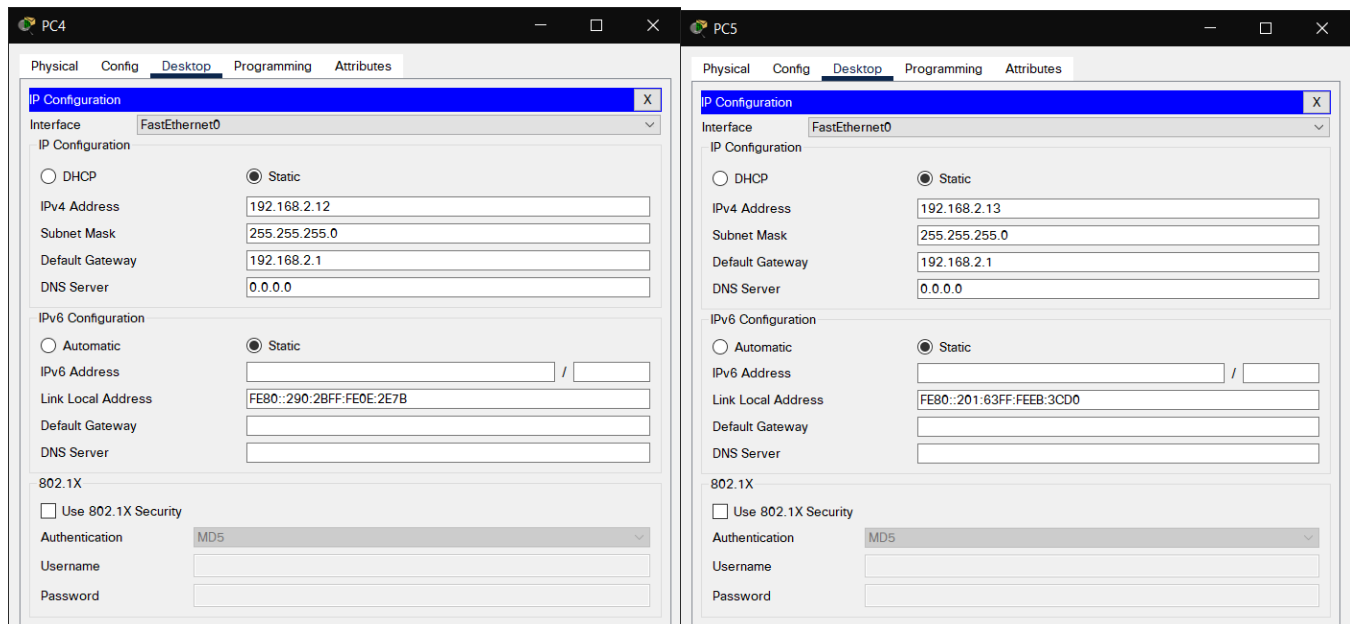 PC4
Physical Config Desktop Programming Attributes
IP Configuration X
Interface FastEthernet0
IP Configuration
DHCP Static
IPv4 Address 192.168.2.12
Subnet Mask 255.255.255.0
Default Gateway 192.168.2.1
DNS Server 0.0.0.0
IPv6 Configuration
Automatic Static
IPv6 Address /
Link Local Address FE80::290:2BFF:FE0E:2E7B
Default Gateway
DNS Server
802.1X
Use 802.1X Security
Authentication MD5
Username
Password
PC5
Physical Config Desktop Programming Attributes
IP Configuration X
Interface FastEthernet0
IP Configuration
DHCP Static
IPv4 Address 192.168.2.13
Subnet Mask 255.255.255.0
Default Gateway 192.168.2.1
DNS Server 0.0.0.0
IPv6 Configuration
Automatic Static
IPv6 Address /
Link Local Address FE80::201:63FF:FEEB:3CD0
Default Gateway
DNS Server
802.1X
Use 802.1X Security
Authentication MD5
Username
Password